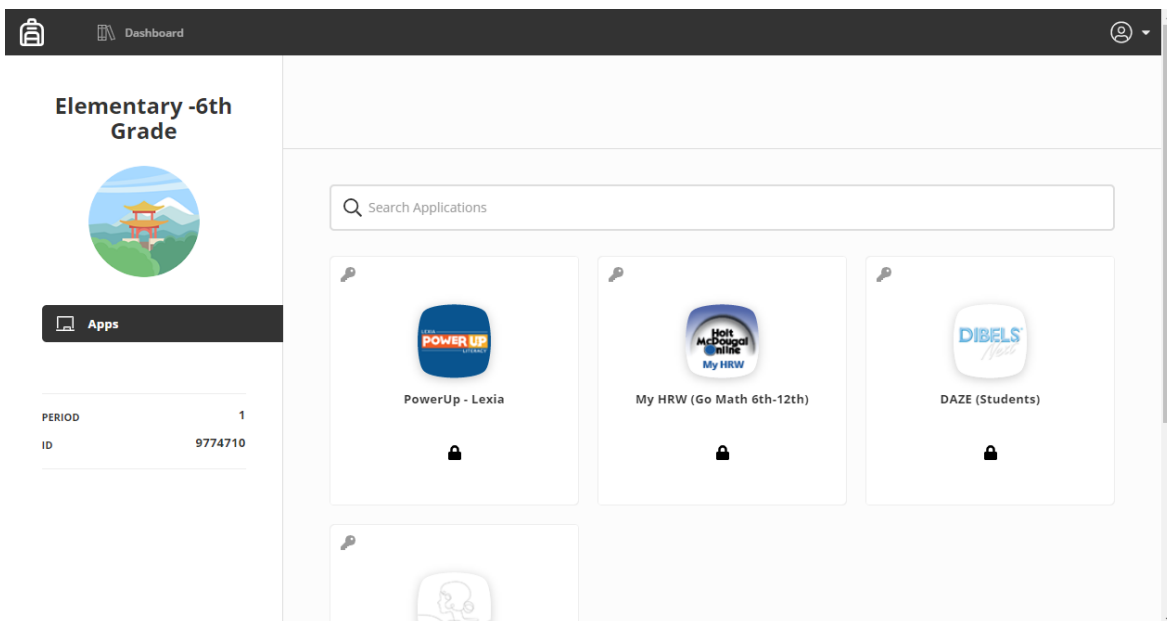 Dashboard
Elementary -6th
Grade
Apps
PERIOD 1
ID 9774710
Search Applications
LEXIA
POWER UP
LITERACY
PowerUp - Lexia
Holt
McDougal
Online
My HRW
My HRW (Go Math 6th-12th)
DIBELS
Next
DAZE (Students)